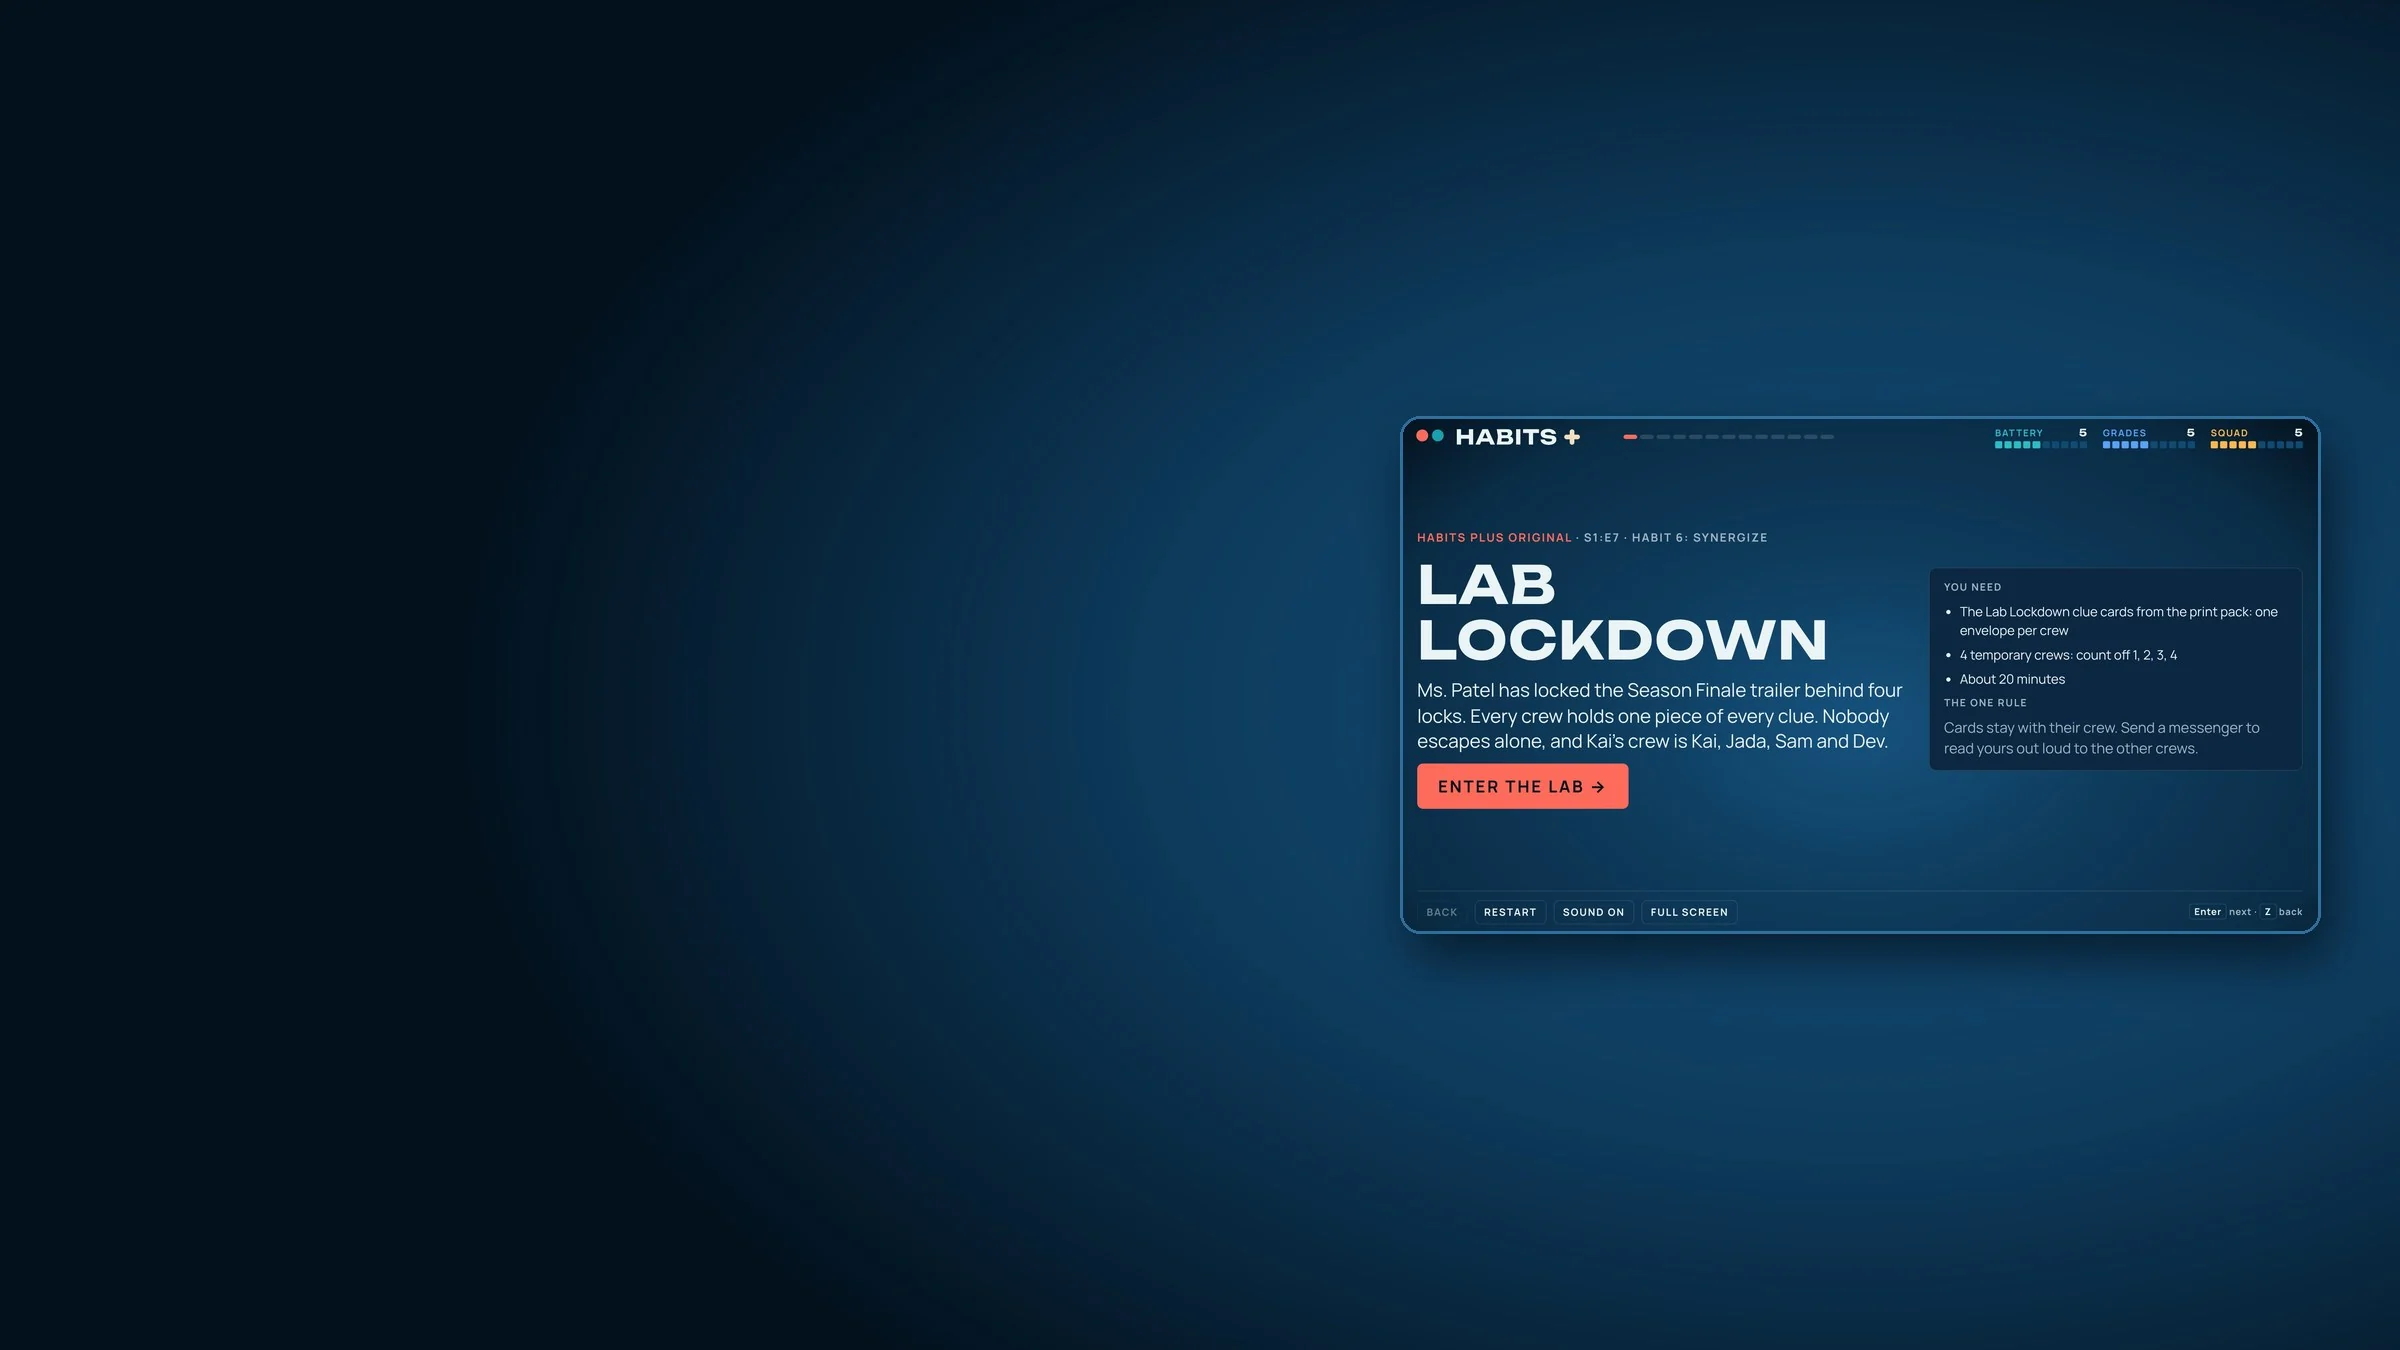 HABITS +
BATTERY 5 GRADES 5 SQUAD 5
HABITS PLUS ORIGINAL · S1:E7 · HABIT 6: SYNERGIZE
LAB
LOCKDOWN
Ms. Patel has locked the Season Finale trailer behind four
locks. Every crew holds one piece of every clue. Nobody
escapes alone, and Kai's crew is Kai, Jada, Sam and Dev.
ENTER THE LAB →
YOU NEED
• The Lab Lockdown clue cards from the print pack: one
envelope per crew
• 4 temporary crews: count off 1, 2, 3, 4
• About 20 minutes
THE ONE RULE
Cards stay with their crew. Send a messenger to
read yours out loud to the other crews.
BACK RESTART SOUND ON FULL SCREEN
Enter next · Z back